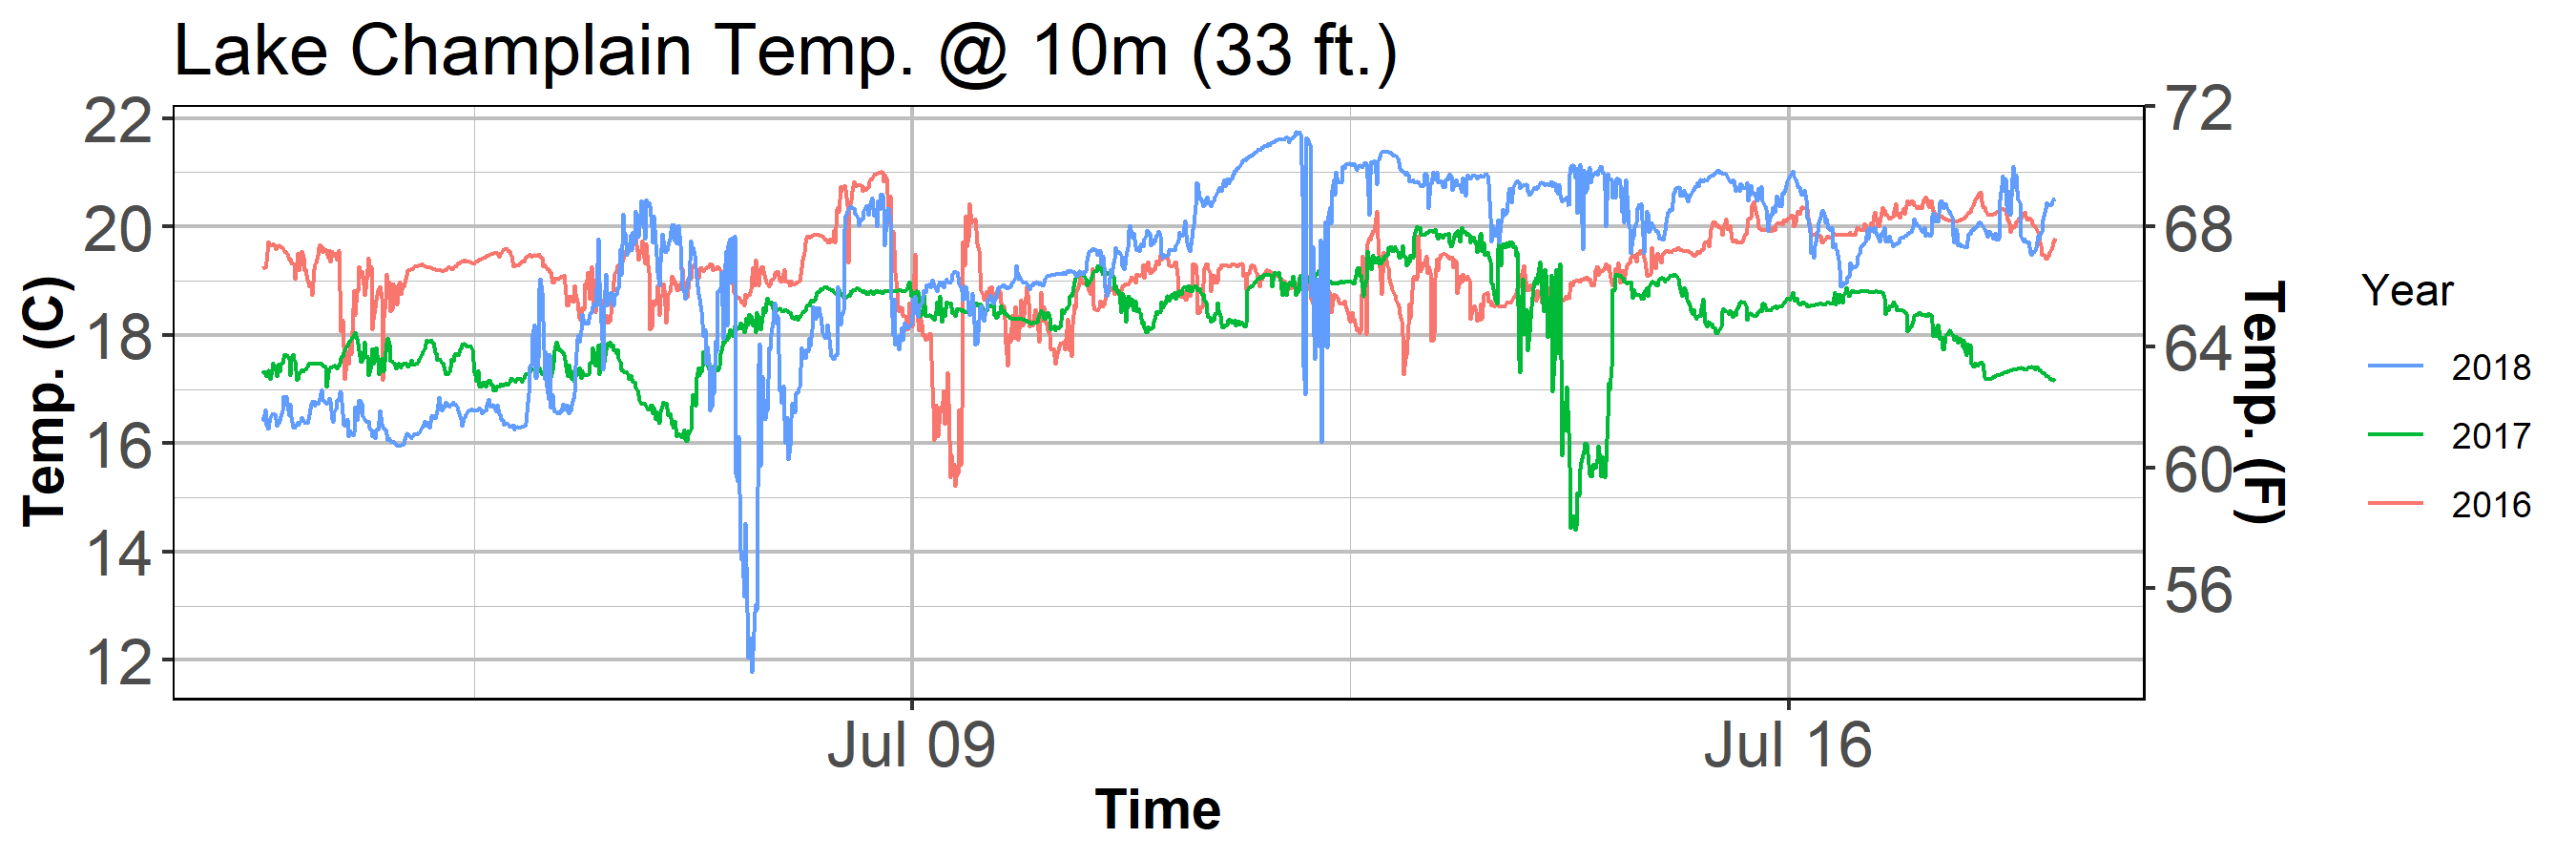 Lake Champlain Temp. @ 10m (33 ft.)
Temp. (C)
22
20
18
16
14
12
72
68
64
60
56
Temp. (F)
Jul 09
Jul 16
Time
Year
2018
2017
2016